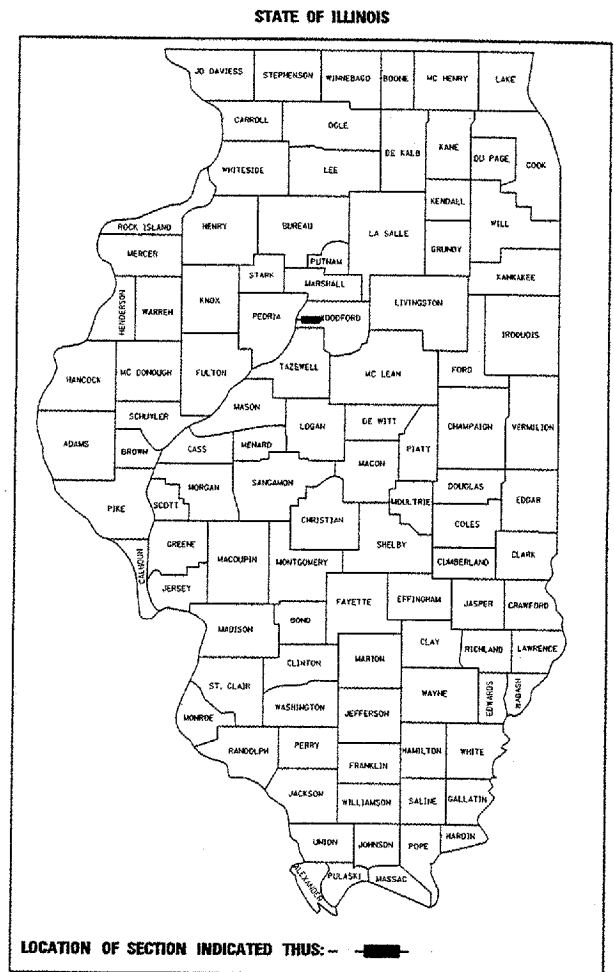 STATE OF ILLINOIS
JO DAVIESS
STEPHENSON
WINNEBAGO
BOONE
MC HENRY
LAKE
CARROLL
OGLE
DE KALB
KANE
DU PAGE
COOK
WHITESIDE
LEE
KENDALL
WILL
ROCK ISLAND
HENRY
BUREAU
LA SALLE
GRUNDY
MERCER
PUTNAM
STARK
MARSHALL
KANKAKEE
HENDERSON
WARREN
KNOX
PEORIA
WOODFORD
LIVINGSTON
IROQUOIS
HANCOCK
MC DONOUGH
FULTON
TAZEWELL
MC LEAN
FORD
SCHUYLER
MASON
LOGAN
DE WITT
CHAMPAIGN
VERMILION
ADAMS
BROWN
CASS
MENARD
MACON
PIATT
PIKE
SCOTT
MORGAN
SANGAMON
CHRISTIAN
MOULTRIE
DOUGLAS
EDGAR
COLES
CALHOUN
GREENE
MACOUPIN
MONTGOMERY
SHELBY
CUMBERLAND
CLARK
JERSEY
FAYETTE
EFFINGHAM
JASPER
CRAWFORD
MADISON
BOND
CLAY
RICHLAND
LAWRENCE
CLINTON
MARION
ST. CLAIR
WASHINGTON
JEFFERSON
WAYNE
EDWARDS
WABASH
MONROE
RANDOLPH
PERRY
FRANKLIN
HAMILTON
WHITE
JACKSON
WILLIAMSON
SALINE
GALLATIN
UNION
JOHNSON
POPE
HARDIN
ALEXANDER
PULASKI
MASSAC
LOCATION OF SECTION INDICATED THUS:-